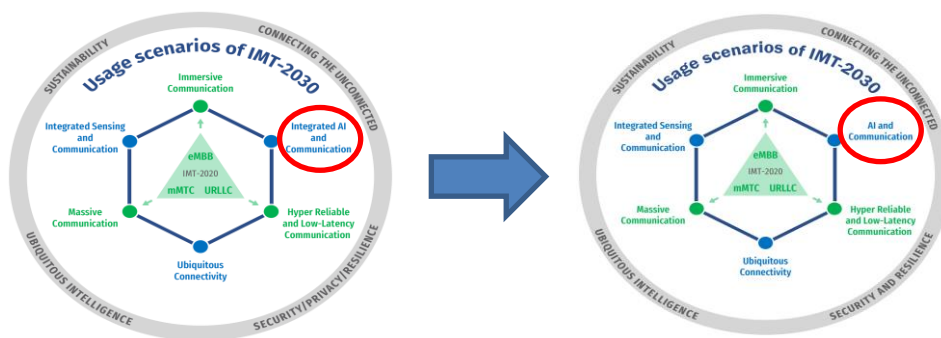 SUSTAINABILITY
CONNECTING THE UNCONNECTED
Usage scenarios of IMT-2030
Immersive
Communication
Integrated Sensing
and
Communication
Integrated AI
and
Communication
eMBB
IMT-2020
mMTC URLLC
Massive
Communication
Hyper Reliable
and Low-Latency
Communication
Ubiquitous
Connectivity
UBIQUITOUS INTELLIGENCE
SECURITY/PRIVACY/RESILIENCE
SUSTAINABILITY
CONNECTING THE UNCONNECTED
Usage scenarios of IMT-2030
Immersive
Communication
Integrated Sensing
and
Communication
AI and
Communication
eMBB
IMT-2020
mMTC URLLC
Massive
Communication
Hyper Reliable
and Low-Latency
Communication
Ubiquitous
Connectivity
UBIQUITOUS INTELLIGENCE
SECURITY AND RESILIENCE